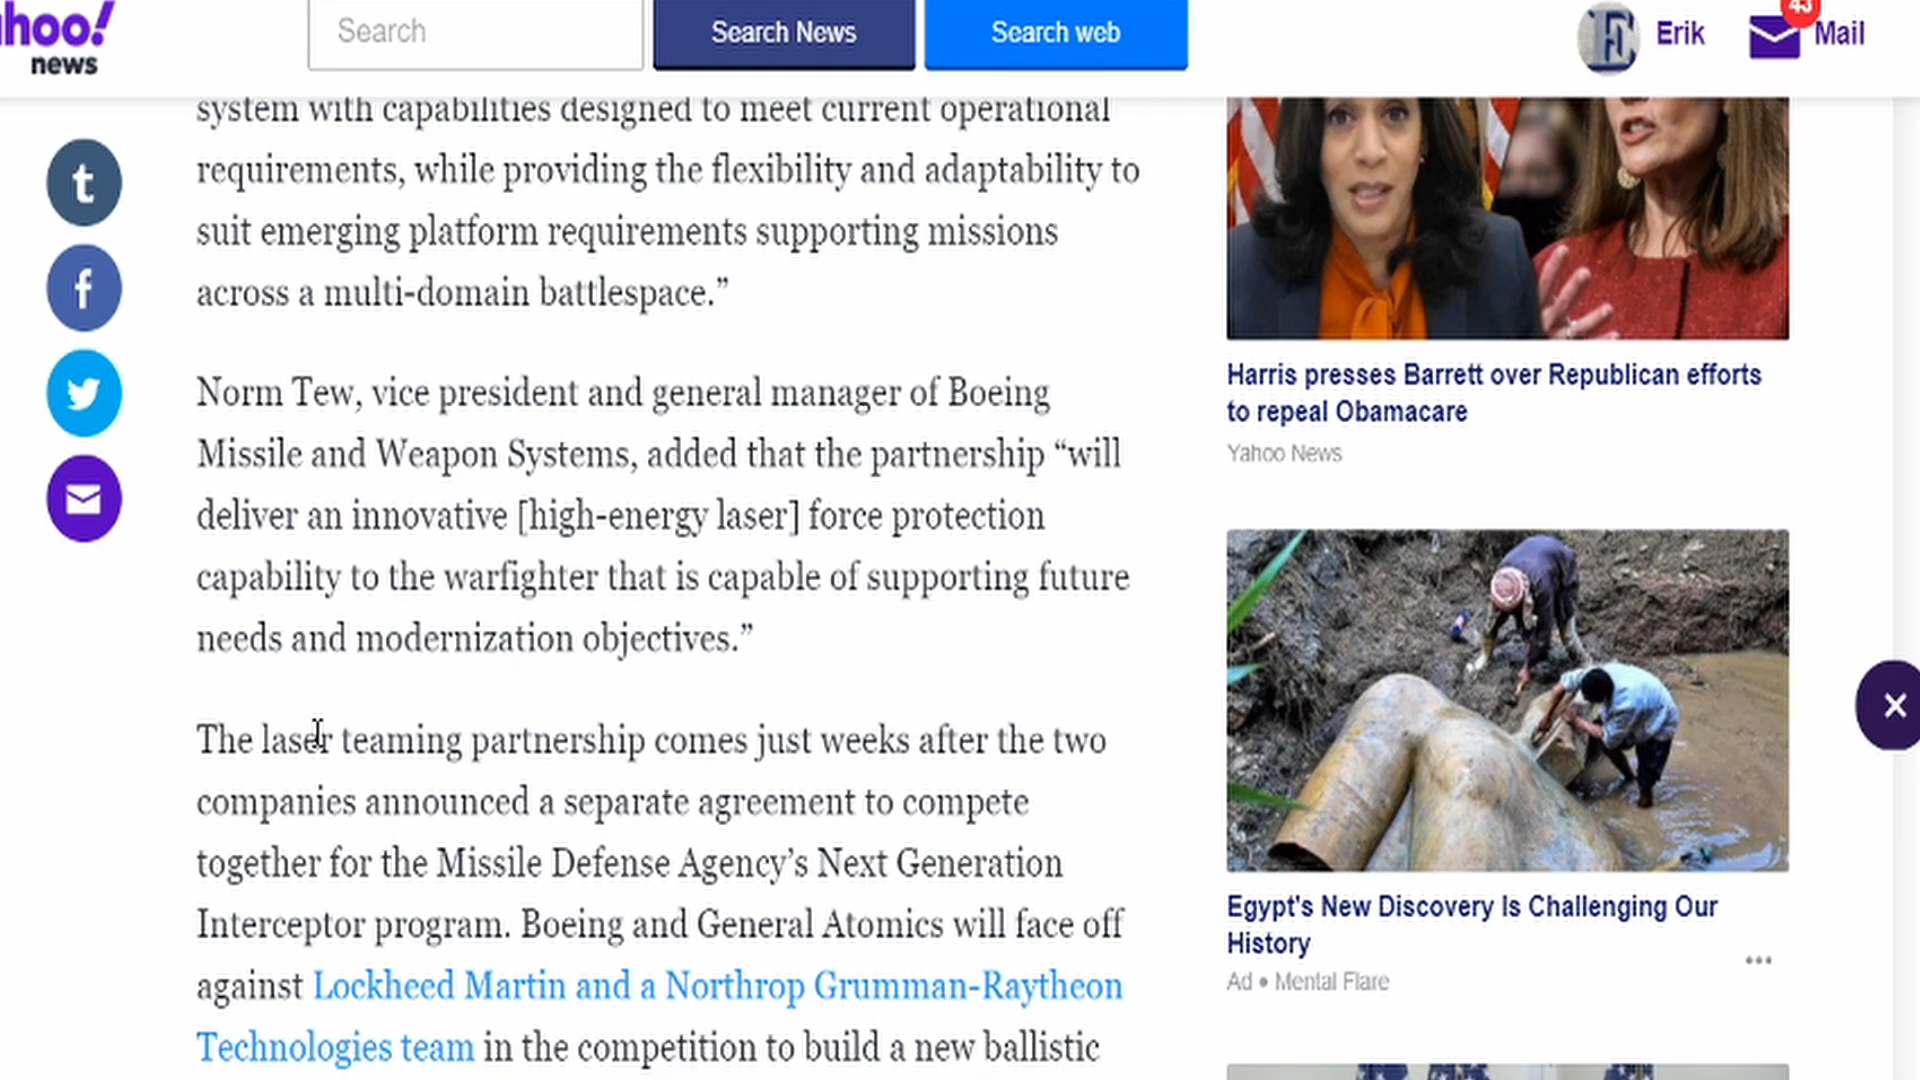 hoo!
news
Search
Search News
Search web
Erik
43
Mail
system with capabilities designed to meet current operational
requirements, while providing the flexibility and adaptability to
suit emerging platform requirements supporting missions
across a multi-domain battlespace.”
Norm Tew, vice president and general manager of Boeing
Missile and Weapon Systems, added that the partnership “will
deliver an innovative [high-energy laser] force protection
capability to the warfighter that is capable of supporting future
needs and modernization objectives.”
The laser teaming partnership comes just weeks after the two
companies announced a separate agreement to compete
together for the Missile Defense Agency’s Next Generation
Interceptor program. Boeing and General Atomics will face off
against Lockheed Martin and a Northrop Grumman-Raytheon
Technologies team in the competition to build a new ballistic
Harris presses Barrett over Republican efforts
to repeal Obamacare
Yahoo News
Egypt's New Discovery Is Challenging Our
History
Ad • Mental Flare